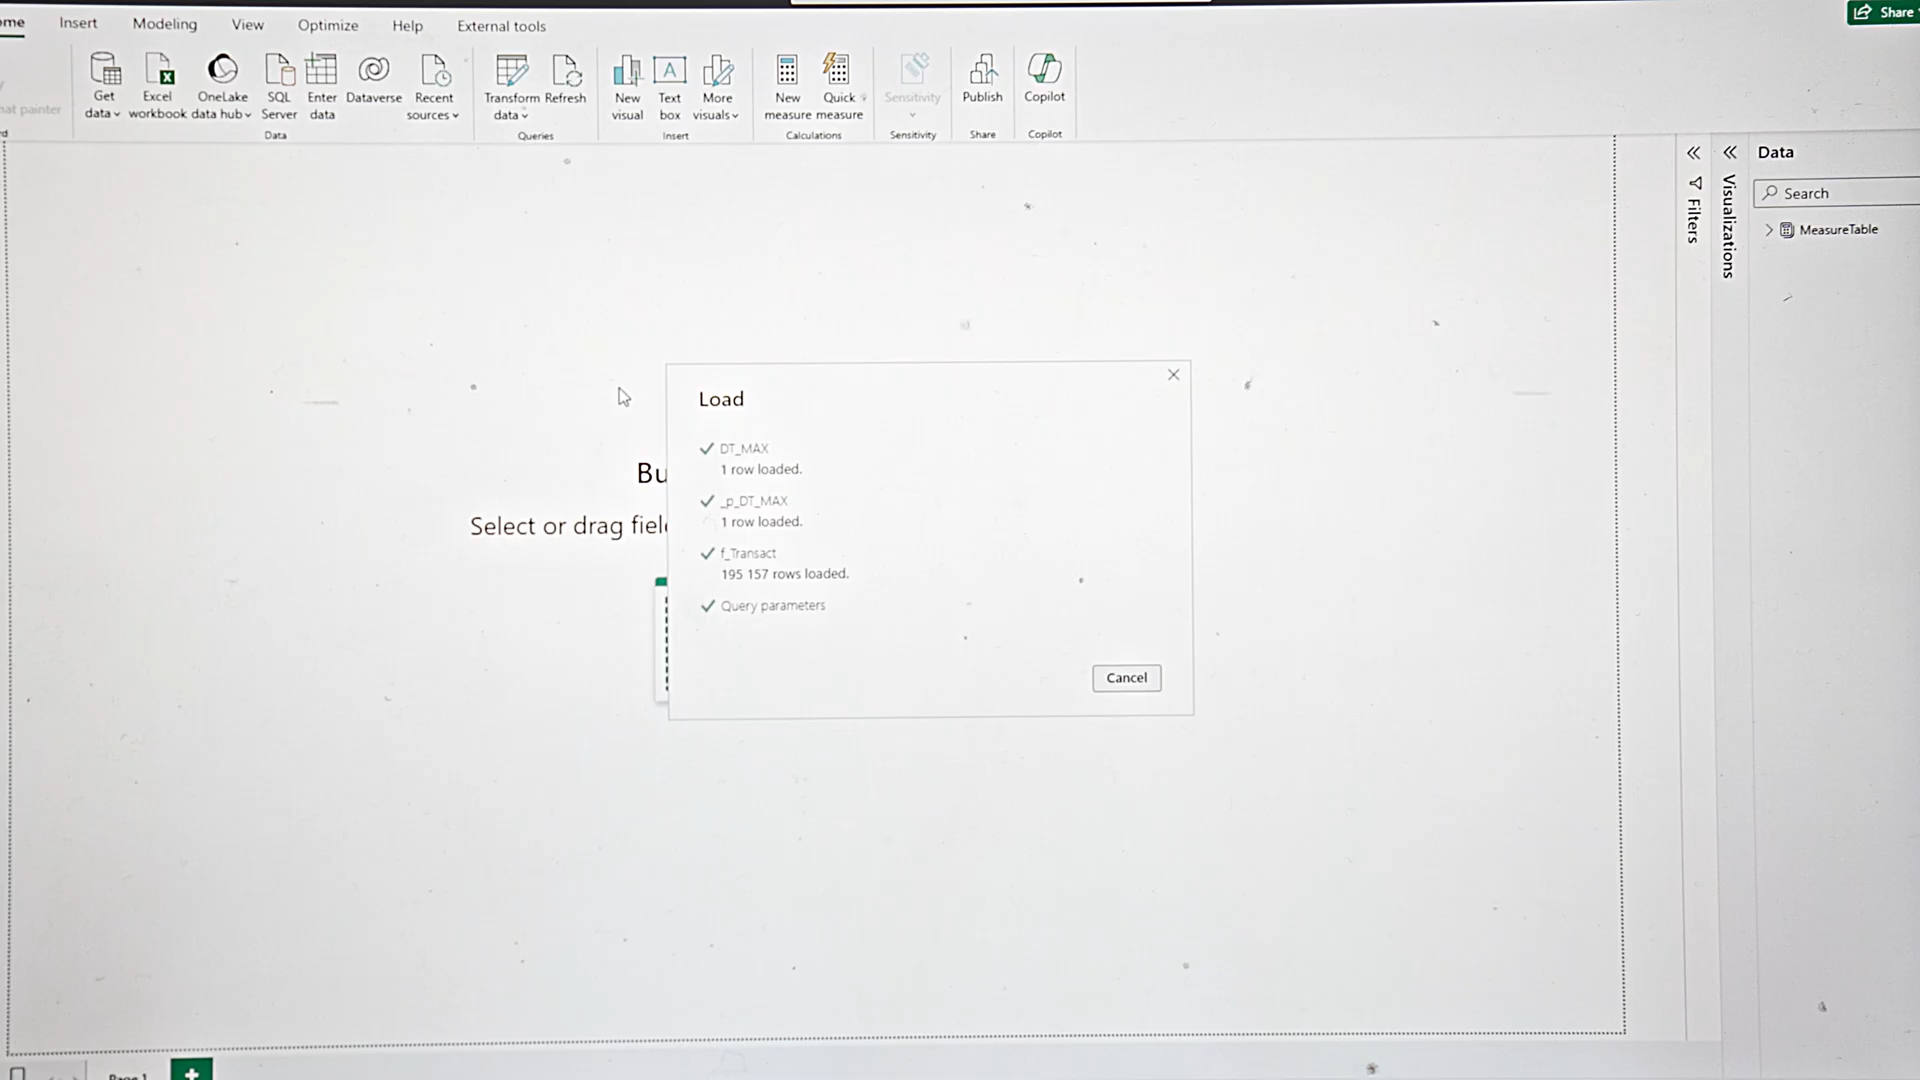 Insert Modeling View Optimize Help External tools
Share
Get data
Excel workbook
OneLake data hub
SQL Server
Enter data
Dataverse
Recent sources
Data
Transform data
Refresh
Queries
New visual
Text box
More visuals
Insert
New measure
Quick measure
Calculations
Sensitivity
Sensitivity
Publish
Share
Copilot
Copilot
Filters
Visualizations
Data
Search
MeasureTable
Select or drag
Load
DT_MAX
1 row loaded.
_p_DT_MAX
1 row loaded.
f_Transact
195 157 rows loaded.
Query parameters
Cancel
Page 1